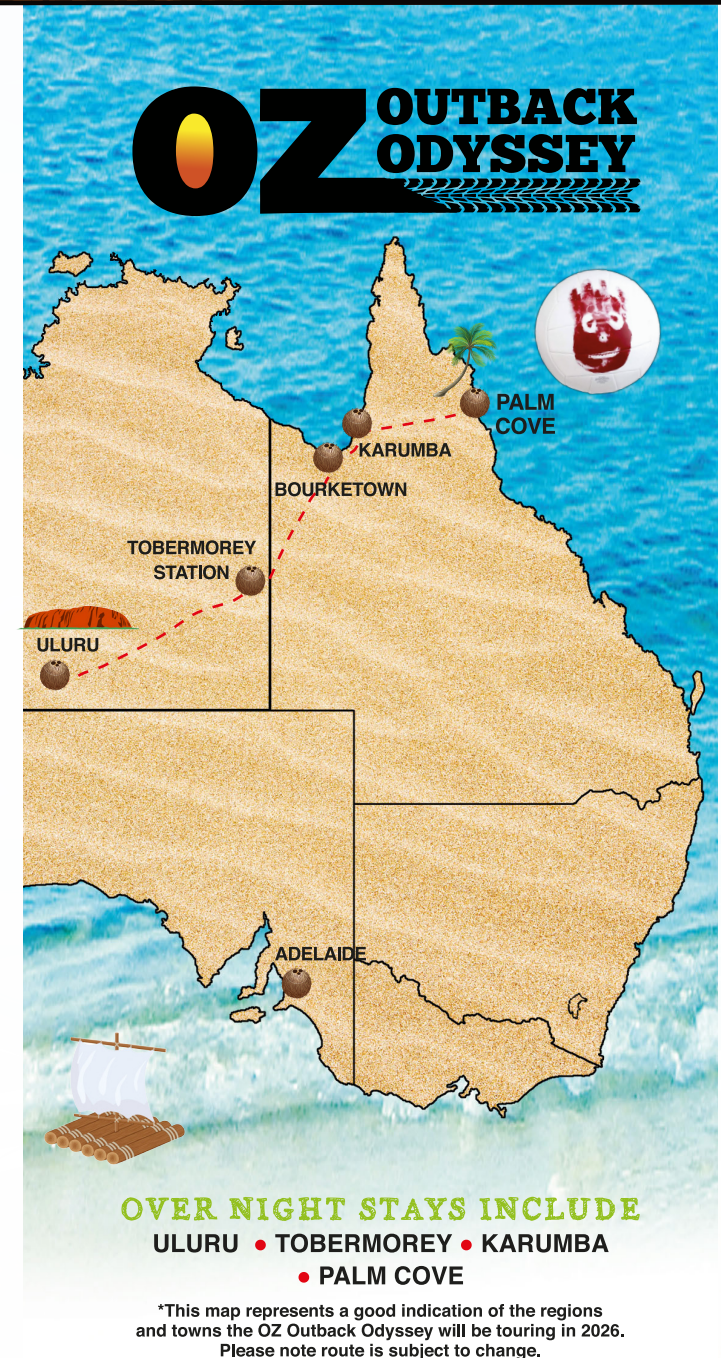 OZ OUTBACK
ODYSSEY
PALM
COVE
KARUMBA
BOURKETOWN
TOBERMOREY
STATION
ULURU
ADELAIDE
OVER NIGHT STAYS INCLUDE
ULURU • TOBERMOREY • KARUMBA
• PALM COVE
*This map represents a good indication of the regions
and towns the OZ Outback Odyssey will be touring in 2026.
Please note route is subject to change.